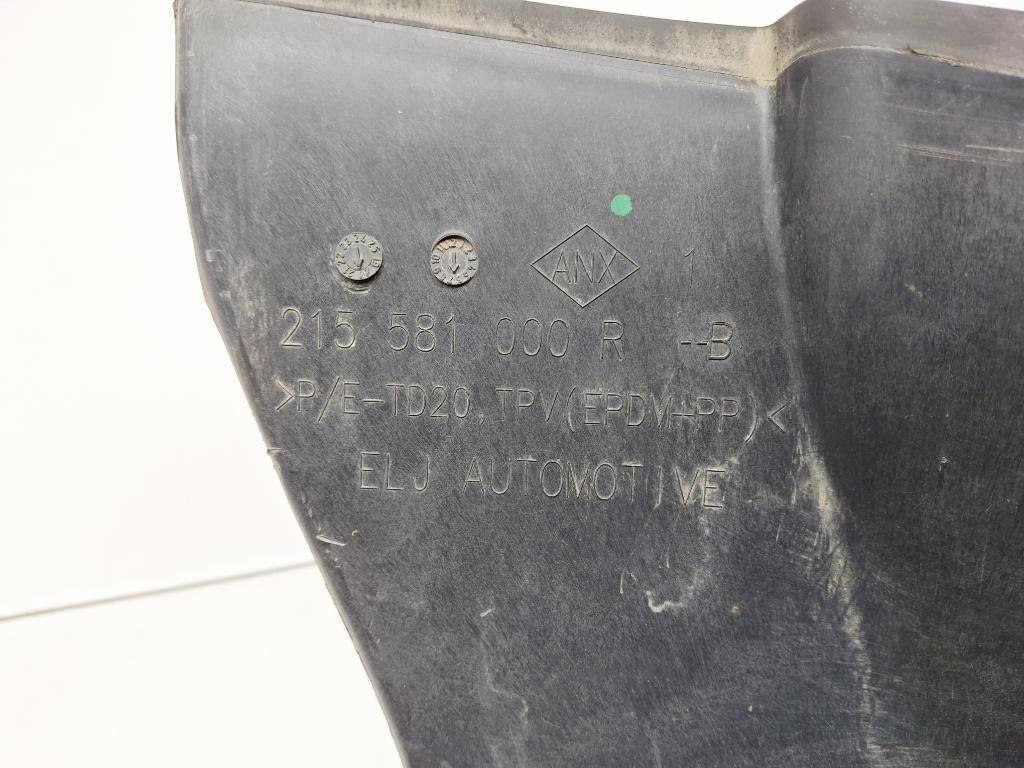 ANX 1
215 581 000 R --B
>P/E-TD20,TPV(EPDM+PP)<
ELJ AUTOMOTIVE